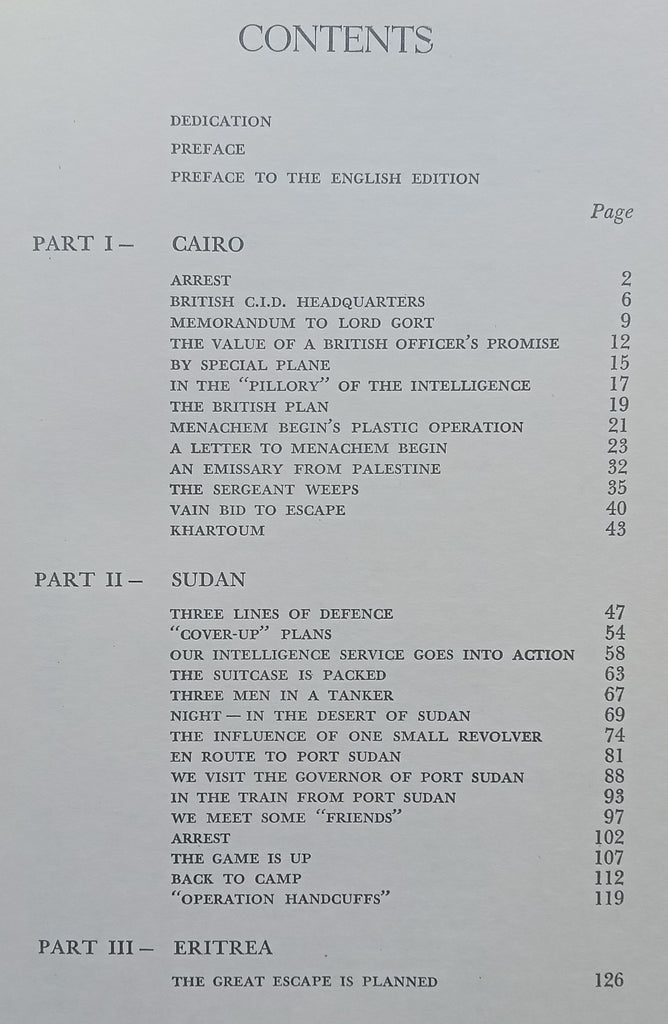 CONTENTS
DEDICATION
PREFACE
PREFACE TO THE ENGLISH EDITION
Page
PART I — CAIRO
ARREST 2
BRITISH C.I.D. HEADQUARTERS 6
MEMORANDUM TO LORD GORT 9
THE VALUE OF A BRITISH OFFICER'S PROMISE 12
BY SPECIAL PLANE 15
IN THE "PILLORY" OF THE INTELLIGENCE 17
THE BRITISH PLAN 19
MENACHEM BEGIN'S PLASTIC OPERATION 21
A LETTER TO MENACHEM BEGIN 23
AN EMISSARY FROM PALESTINE 32
THE SERGEANT WEEPS 35
VAIN BID TO ESCAPE 40
KHARTOUM 43
PART II — SUDAN
THREE LINES OF DEFENCE 47
"COVER-UP" PLANS 54
OUR INTELLIGENCE SERVICE GOES INTO ACTION 58
THE SUITCASE IS PACKED 63
THREE MEN IN A TANKER 67
NIGHT — IN THE DESERT OF SUDAN 69
THE INFLUENCE OF ONE SMALL REVOLVER 74
EN ROUTE TO PORT SUDAN 81
WE VISIT THE GOVERNOR OF PORT SUDAN 88
IN THE TRAIN FROM PORT SUDAN 93
WE MEET SOME "FRIENDS" 97
ARREST 102
THE GAME IS UP 107
BACK TO CAMP 112
"OPERATION HANDCUFFS" 119
PART III — ERITREA
THE GREAT ESCAPE IS PLANNED 126